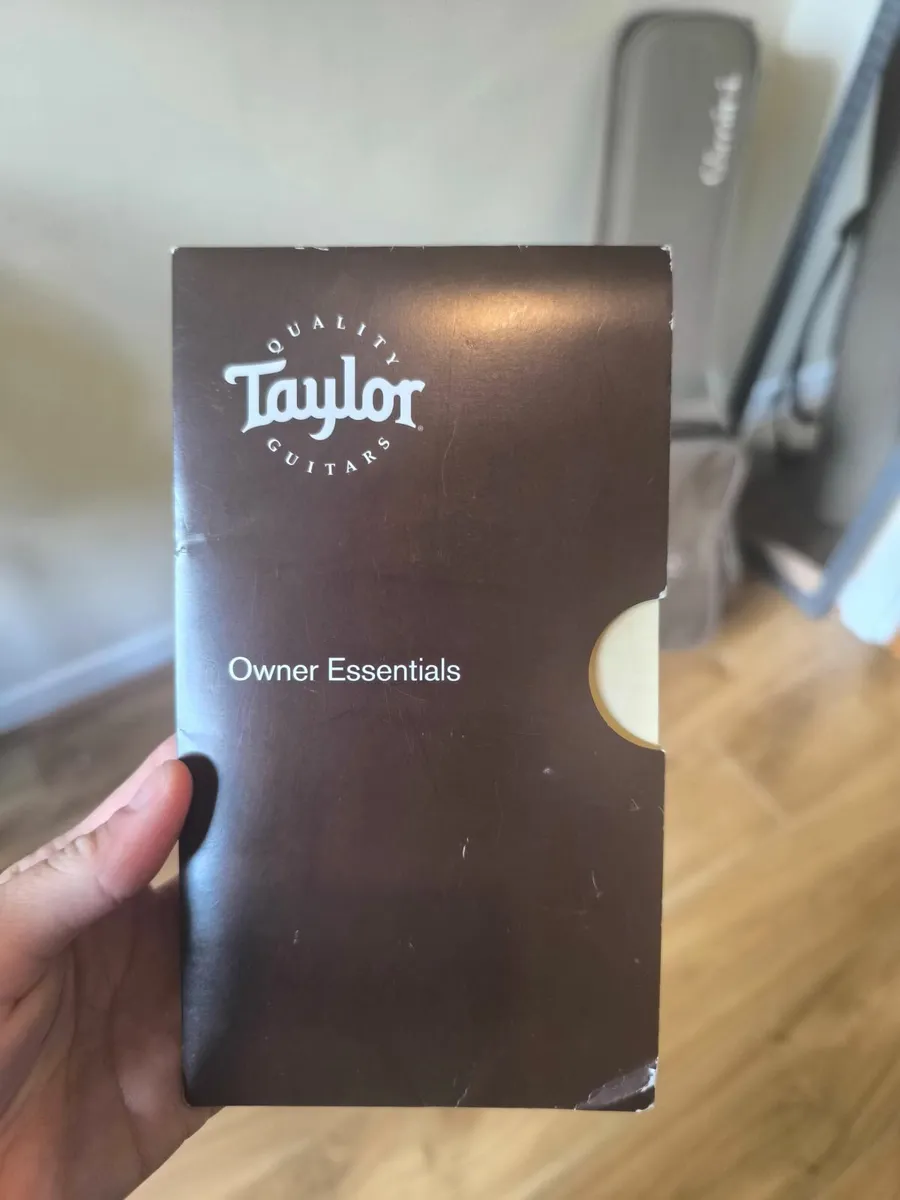 QUALITY
Taylor®
GUITARS
Owner Essentials